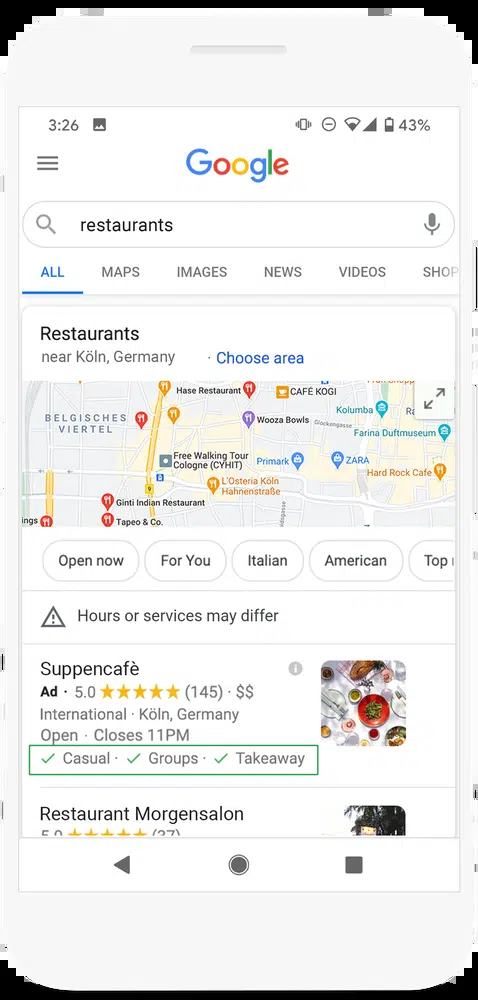 3:26 43%
Google
restaurants
ALL MAPS IMAGES NEWS VIDEOS SHOP
Restaurants
near Köln, Germany · Choose area
Hase Restaurant
CAFÉ KOGI
Kolumba
BELGISCHES
VIERTEL
Wooza Bowls
Glockengasse
Farina Duftmuseum
Free Walking Tour
Cologne (CYHIT)
Primark
ZARA
Hard Rock Cafe
L'Osteria Köln
Hahnenstraße
9
Ginti Indian Restaurant
Tapeo & Co.
Open now For You Italian American Top
Hours or services may differ
Suppencafè
Ad · 5.0 (145) · $$
International · Köln, Germany
Open · Closes 11PM
Casual · Groups · Takeaway
Restaurant Morgensalon
5.0 (37)